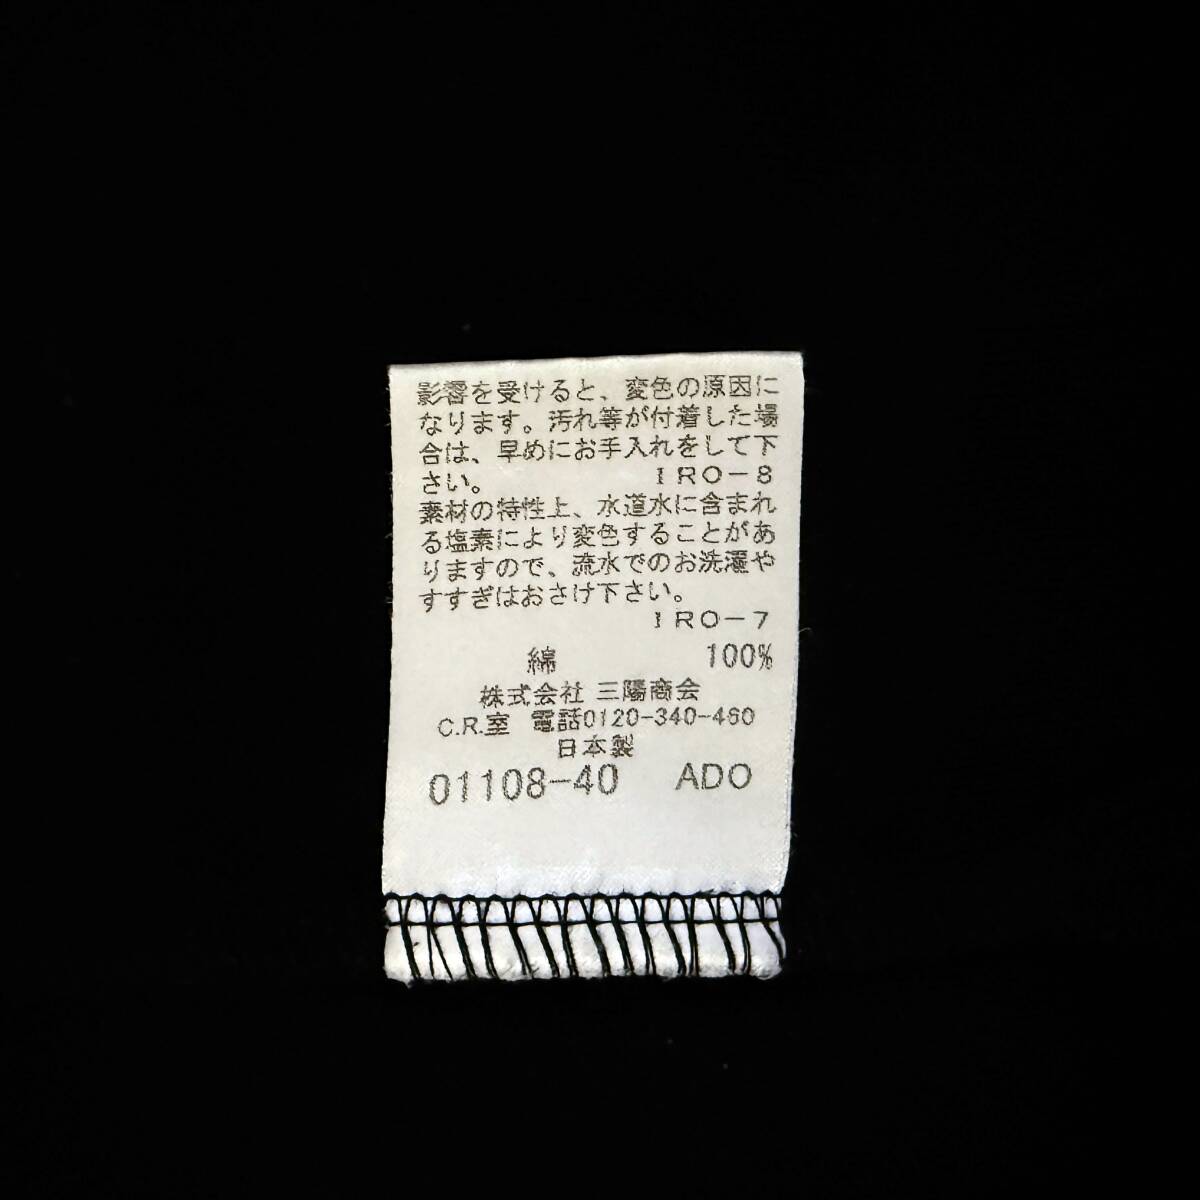 影響を受けると、変色の原因に
なります。汚れ等が付着した場
合は、早めにお手入れをして下
さい。 IRO-8
素材の特性上、水道水に含まれ
る塩素により変色することがあ
りますので、流水でのお洗濯や
すすぎはおさけ下さい。
IRO-7
綿 100%
株式会社 三陽商会
C.R.室 電話0120-340-460
日本製
01108-40 ADO